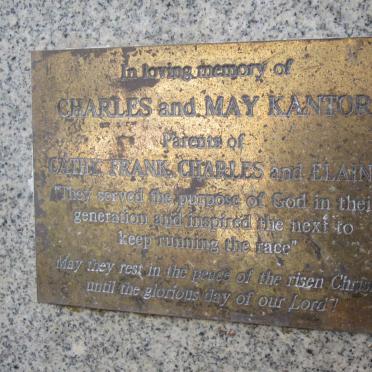 In loving memory of
CHARLES and MAY KANTOR
Parents of
CATHY, FRANK, CHARLES and ELAIN
"They served the purpose of God in thei
generation and inspired the next to
keep running the race"
May they rest in the peace of the risen Chris
until the glorious day of our Lord"!